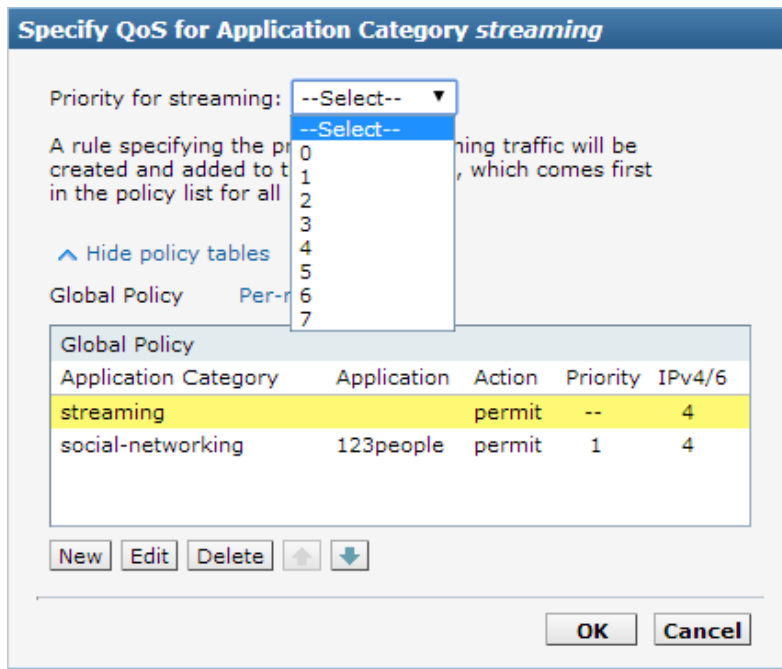 Specify QoS for Application Category streaming
Priority for streaming: --Select-- ▼
--Select--
0
1
2
3
4
5
6
7
A rule specifying the pr ning traffic will be
created and added to t , which comes first
in the policy list for all
Hide policy tables
Global Policy Per-r
Global Policy
Application Category Application Action Priority IPv4/6
streaming permit -- 4
social-networking 123people permit 1 4
New Edit Delete
OK Cancel